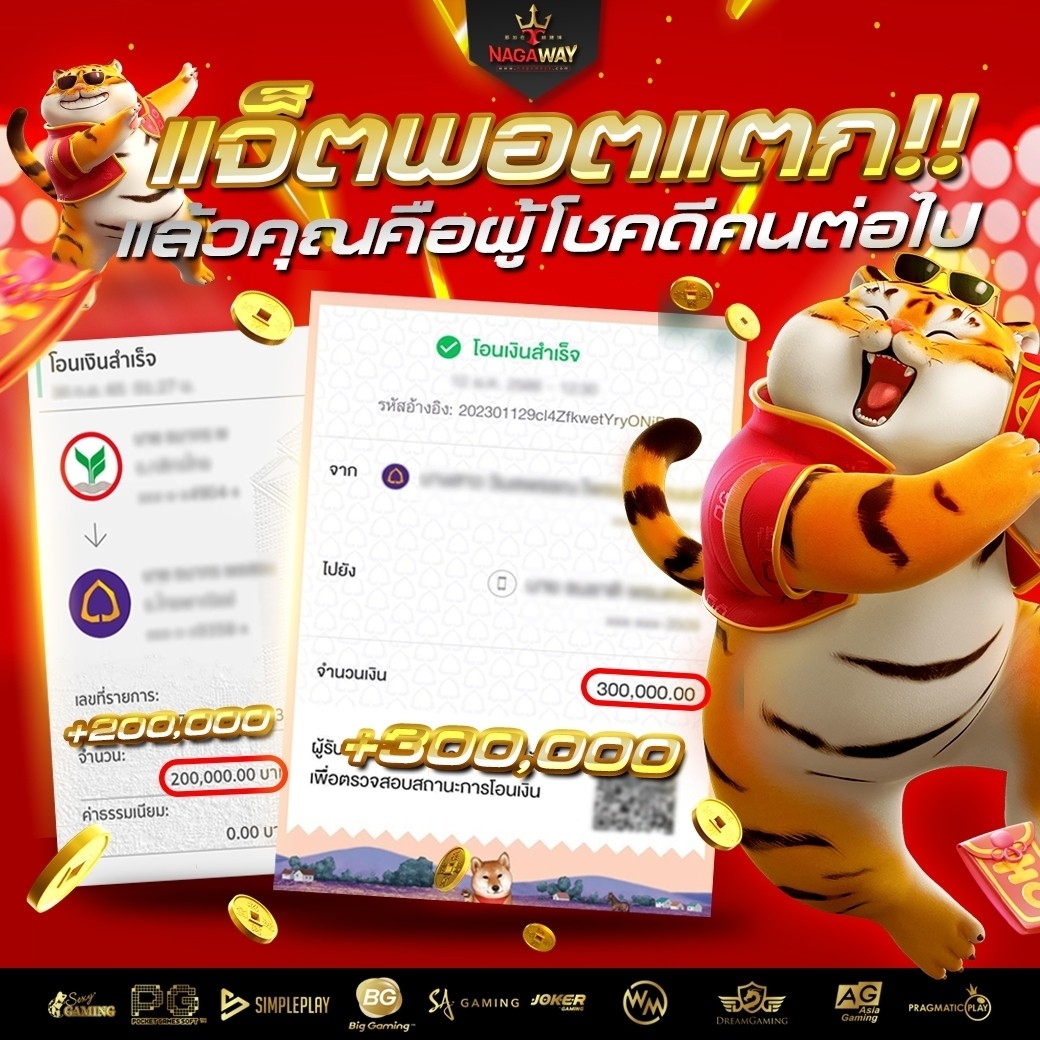 NAGAWAY
แจ็ตพอตแตก!!
แล้วคุณคือผู้โชคดีคนต่อไป
โอนเงินสำเร็จ
เลขที่รายการ:
+200,000
จำนวน:
200,000.00 บาท
ค่าธรรมเนียม:
0.00
โอนเงินสำเร็จ
รหัสอ้างอิง: 202301129cl4ZfkwetYryONi
จาก
ไปยัง
จำนวนเงิน
300,000.00
+300,000
ผู้รับ
เพื่อตรวจสอบสถานะการโอนเงิน
Sexy GAMING
PG POCKET GAMES SOFT
SIMPLEPLAY
BG Big Gaming
SA GAMING
JOKER GAMING
WM
DREAMGAMING
AG Asia Gaming
PRAGMATIC PLAY